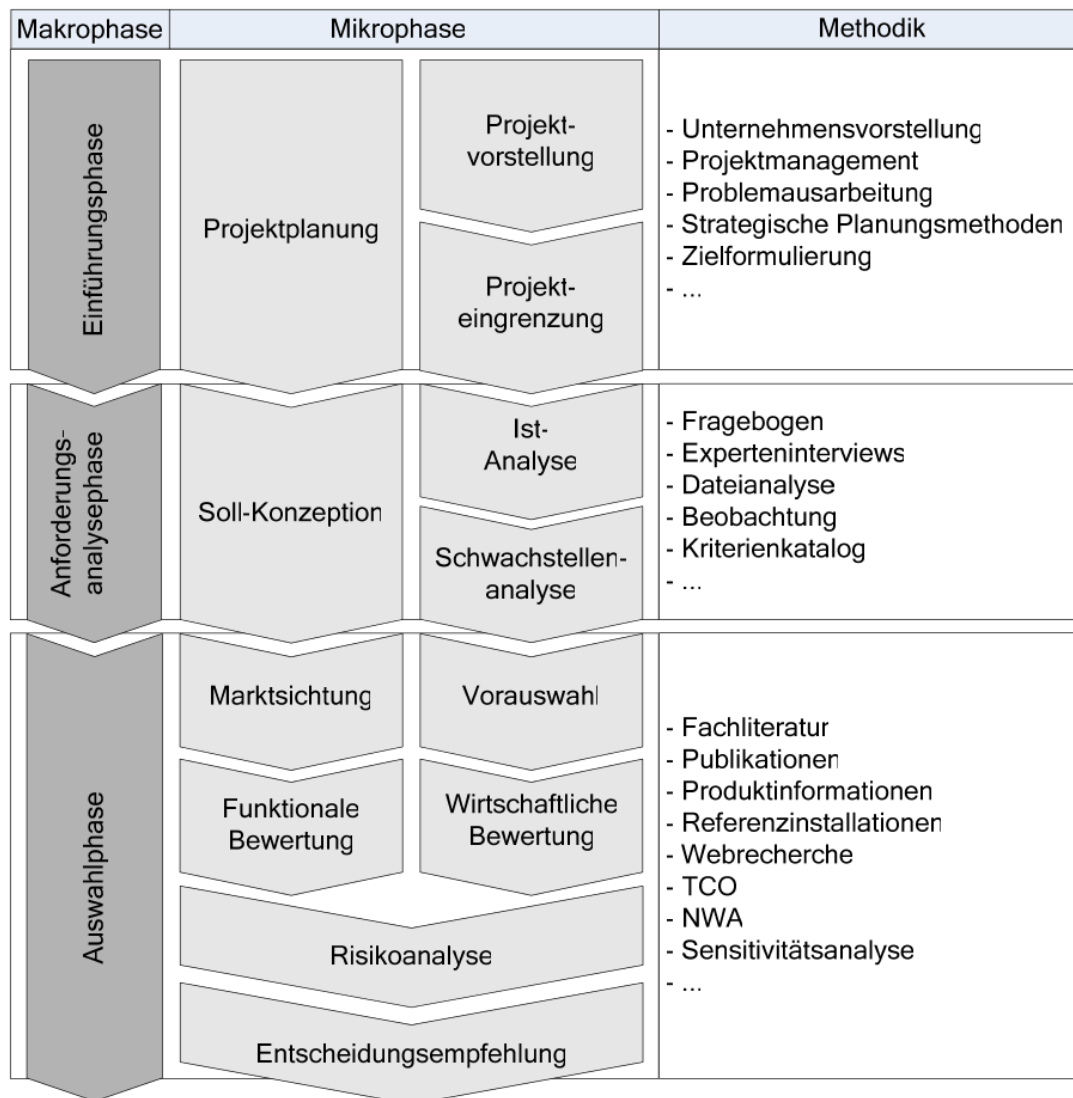 Makrophase
Mikrophase
Methodik
Einführungsphase
Projektplanung
Projekt-
vorstellung
Projekt-
eingrenzung
- Unternehmensvorstellung
- Projektmanagement
- Problemausarbeitung
- Strategische Planungsmethoden
- Zielformulierung
- ...
Anforderungs-
analysephase
Soll-Konzeption
Ist-
Analyse
Schwachstellen-
analyse
- Fragebogen
- Experteninterviews
- Dateianalyse
- Beobachtung
- Kriterienkatalog
- ...
Auswahlphase
Marktsichtung
Vorauswahl
Funktionale
Bewertung
Wirtschaftliche
Bewertung
Risikoanalyse
Entscheidungsempfehlung
- Fachliteratur
- Publikationen
- Produktinformationen
- Referenzinstallationen
- Webrecherche
- TCO
- NWA
- Sensitivitätsanalyse
- ...